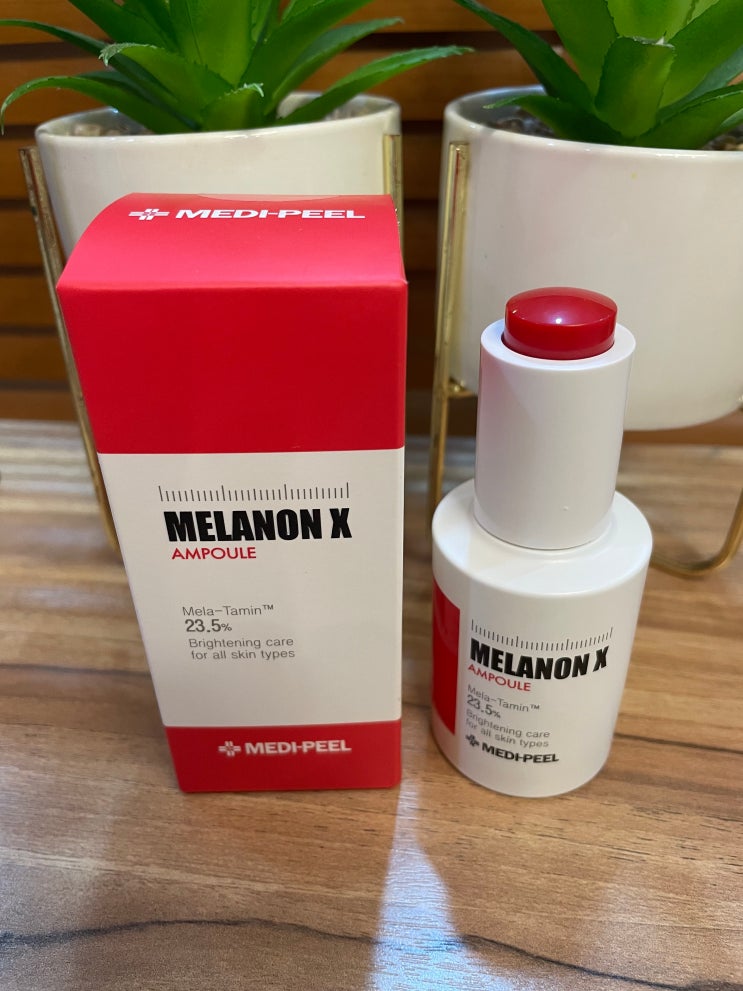 MEDI-PEEL
MELANON X
AMPOULE
Mela-Tamin™
23.5%
Brightening care
for all skin types
MEDI-PEEL
MELANON X
AMPOULE
Mela-Tamin™
23.5%
Brightening care
for all skin types
MEDI-PEEL